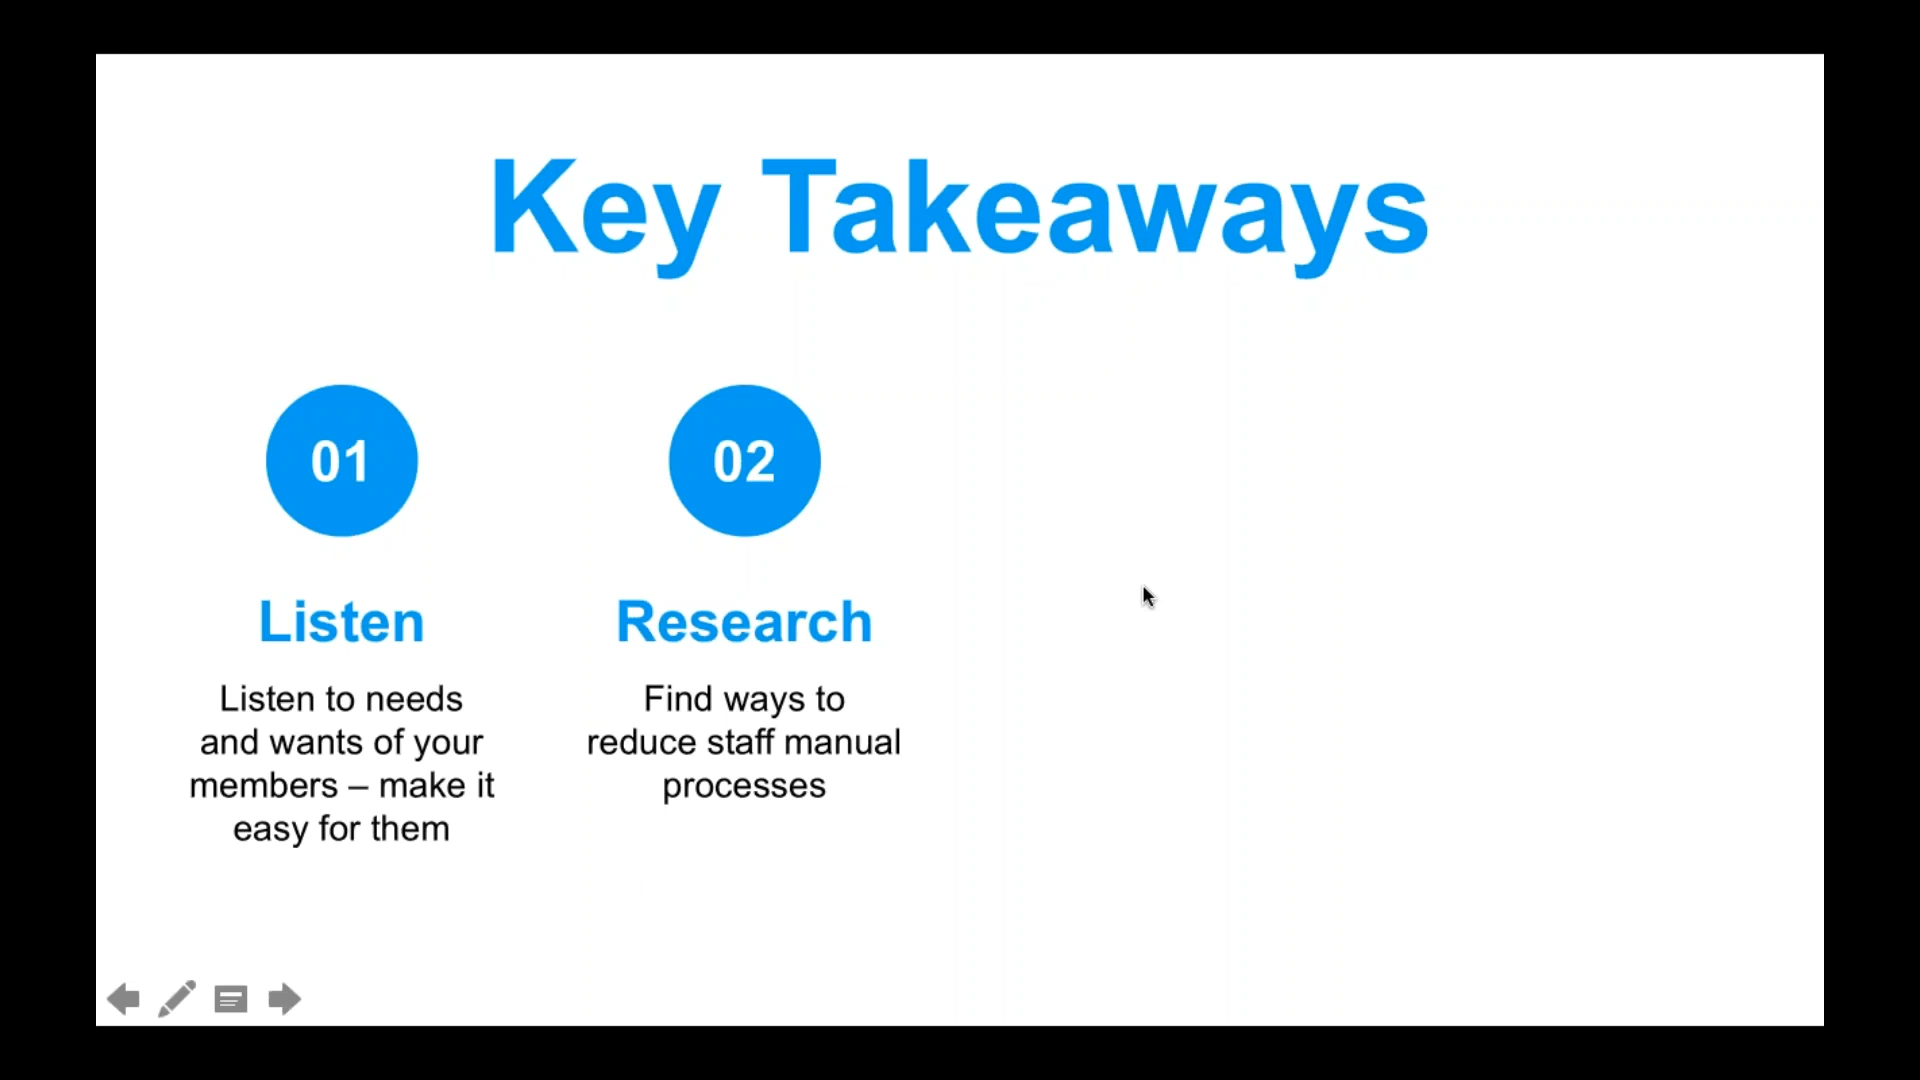 Key Takeaways
01
Listen
Listen to needs
and wants of your
members – make it
easy for them
02
Research
Find ways to
reduce staff manual
processes